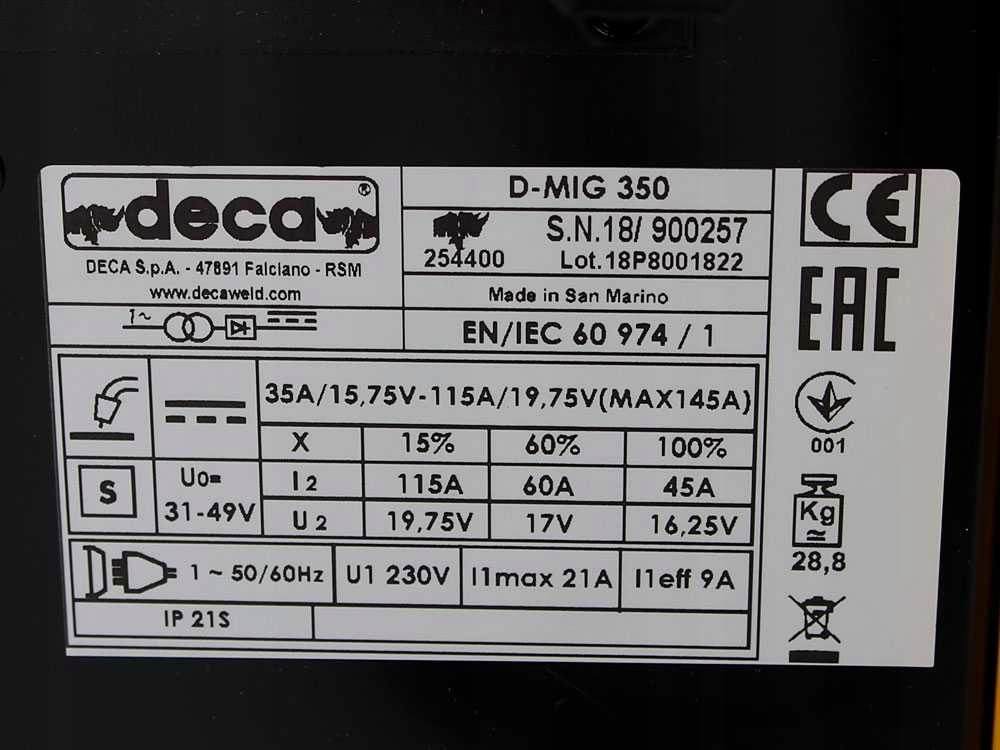 deca®
DECA S.p.A. - 47891 Falciano - RSM
www.decaweld.com
D-MIG 350
254400
S.N.18/ 900257
Lot.18P8001822
Made in San Marino
1~
EN/IEC 60 974 / 1
35A/15,75V-115A/19,75V(MAX145A)
X 15% 60% 100%
S
U0=
31-49V
I2 115A 60A 45A
U2 19,75V 17V 16,25V
1 ~ 50/60Hz U1 230V I1max 21A I1eff 9A
IP 21S
CE
EAC
001
Kg
≃
28,8